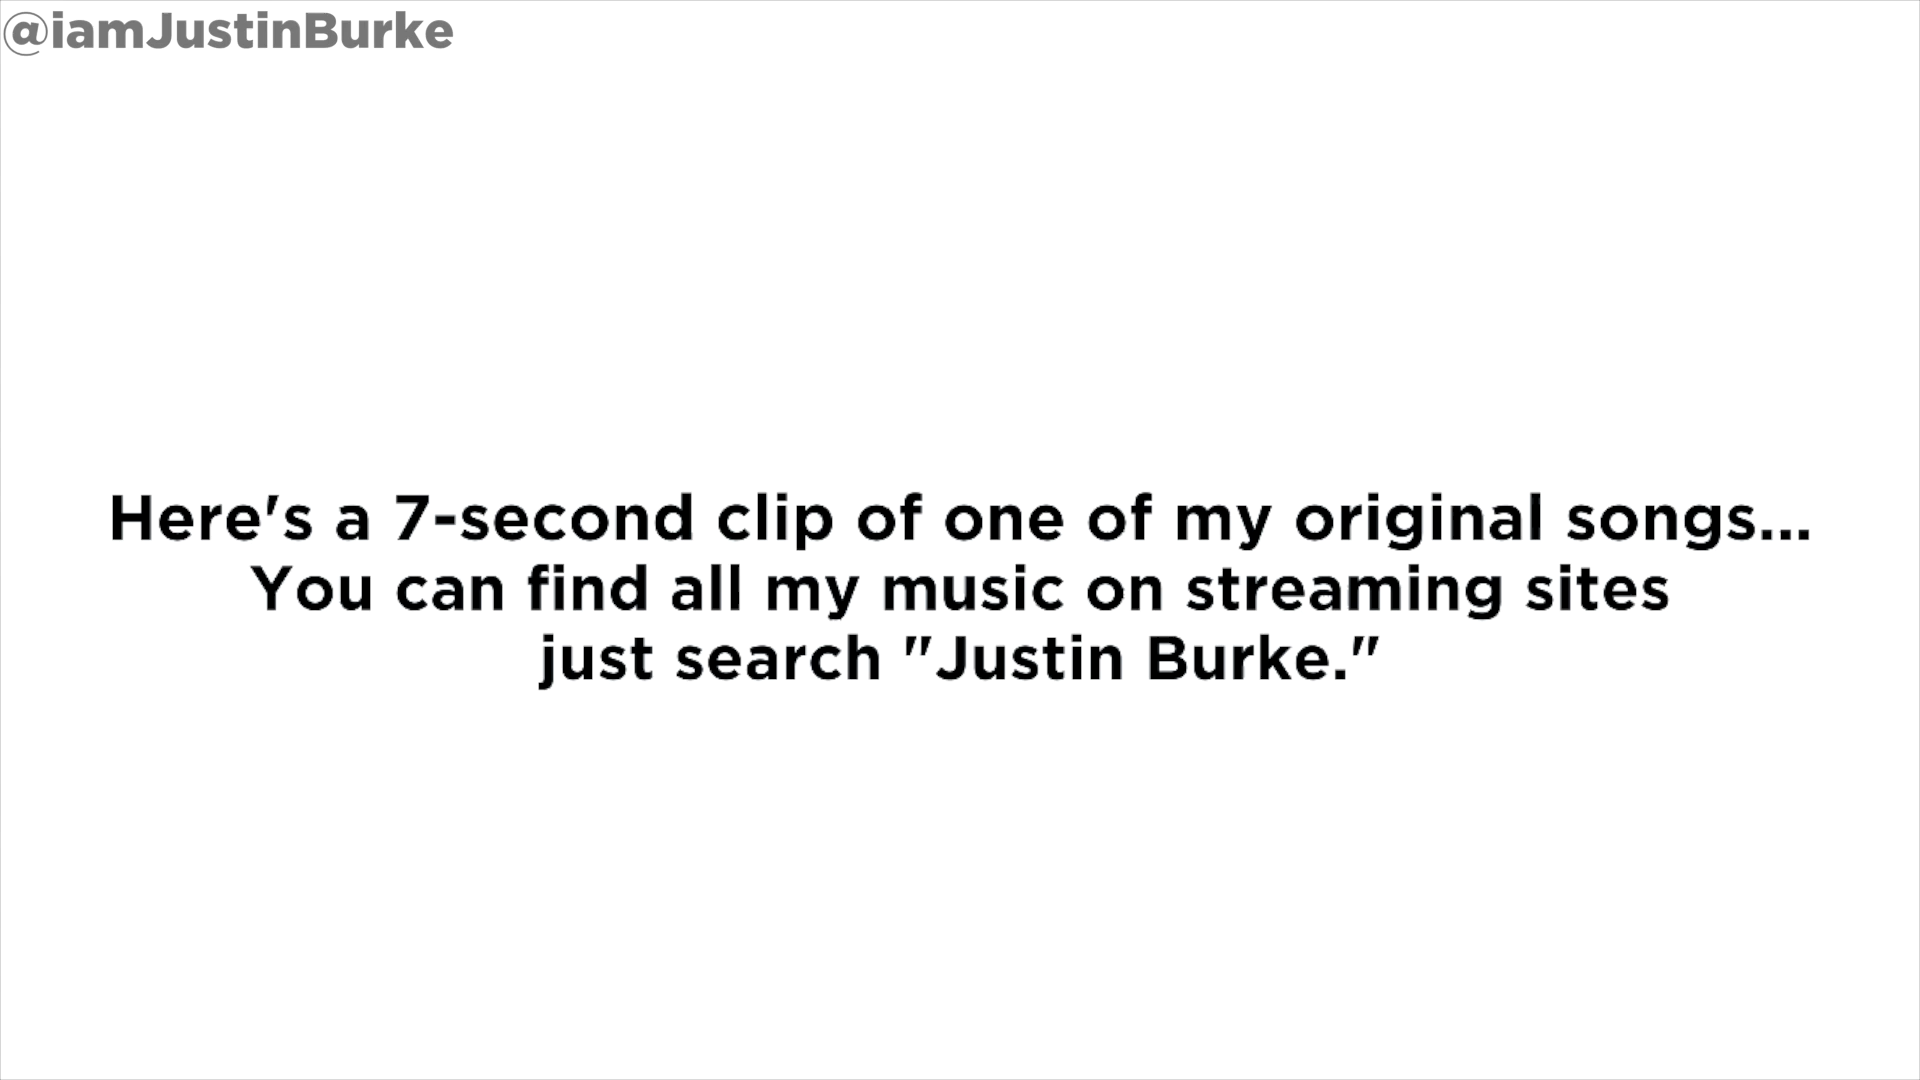 @iamJustinBurke
Here's a 7-second clip of one of my original songs...
You can find all my music on streaming sites
just search "Justin Burke."